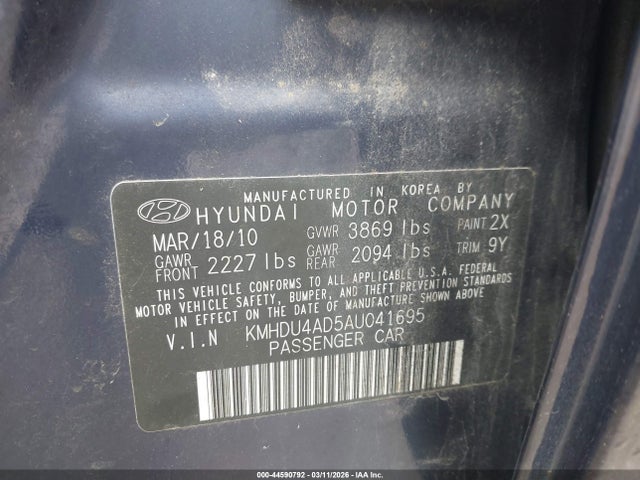 MANUFACTURED IN KOREA BY
HYUNDAI MOTOR COMPANY
MAR/18/10 GVWR 3869 lbs PAINT 2X
GAWR FRONT 2227 lbs GAWR REAR 2094 lbs TRIM 9Y
THIS VEHICLE CONFORMS TO ALL APPLICABLE U.S.A. FEDERAL
MOTOR VEHICLE SAFETY, BUMPER, AND THEFT PREVENTION STANDARDS
IN EFFECT ON THE DATE OF MANUFACTURE SHOWN ABOVE.
V.I.N KMHDU4AD5AU041695
PASSENGER CAR
000-44590792 - 03/11/2026 - IAA Inc.